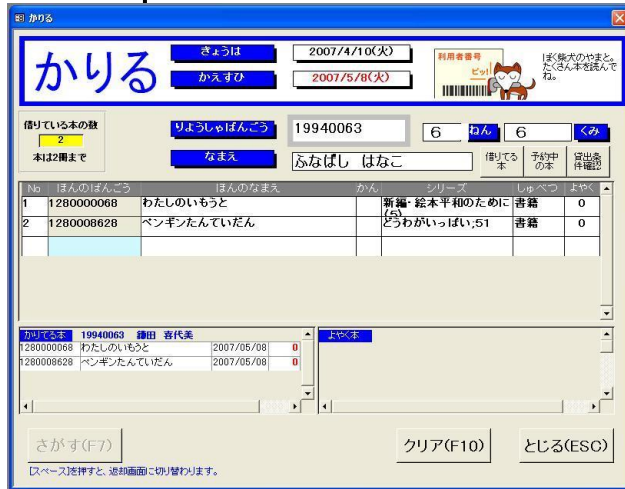 かりる
かりる
きょうは 2007/4/10(火)
かえすひ 2007/5/8(火)
利用者番号
ピッ!
ぼく柴犬のやまと。
たくさん本を読んで
ね。
借りている本の数
2
本は2冊まで
りようしゃばんごう 19940063 6 ねん 6 くみ
なまえ ふなばし はなこ
借りてる
本
予約中
の本
貸出条
件確認
No ほんのばんごう ほんのなまえ かん シリーズ しゅべつ よやく
1 1280000068 わたしのいもうと 新編・絵本平和のために(5) 書籍 0
2 1280008628 ペンギンたんていだん どうわがいっぱい;51 書籍 0
かりてる本 19940063 鎌田 喜代美
1280000068 わたしのいもうと 2007/05/08 0
1280008628 ペンギンたんていだん 2007/05/08 0
よやく本
さがす(F7) クリア(F10) とじる(ESC)
[スペース]を押すと、返却画面に切り替わります。